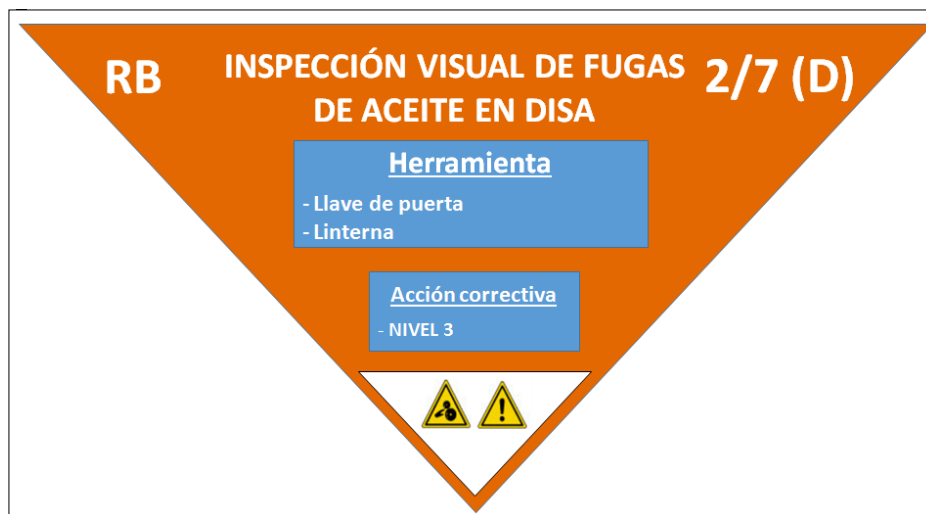 RB
INSPECCIÓN VISUAL DE FUGAS
DE ACEITE EN DISA
2/7 (D)
Herramienta
- Llave de puerta
- Linterna
Acción correctiva
- NIVEL 3